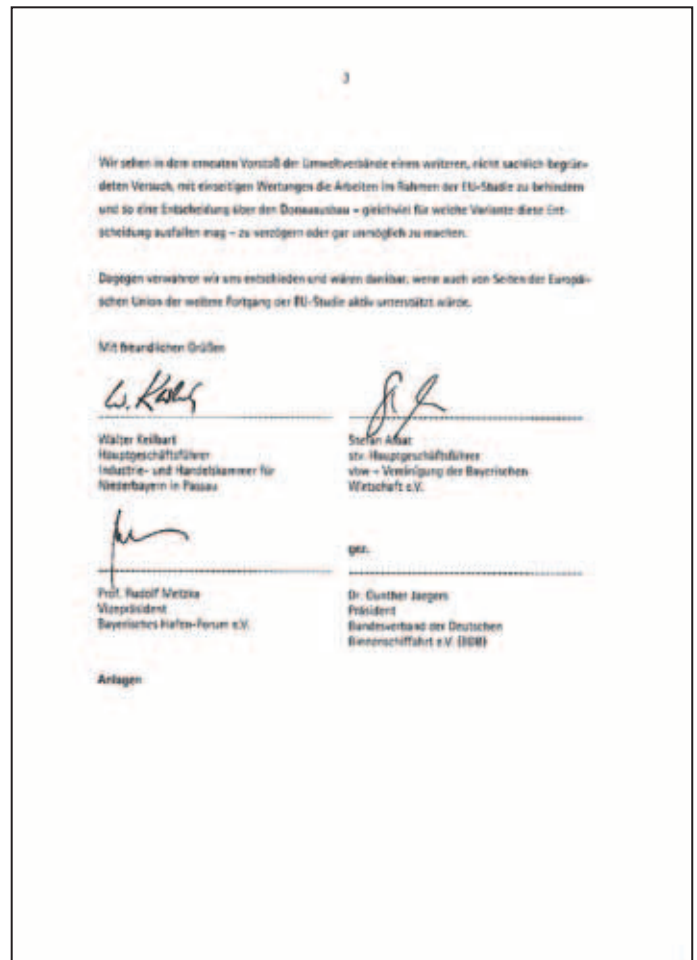 3
Wir sehen in dem erneuten Vorstoß der Umweltverbände einen weiteren, nicht sachlich begrün-
deten Versuch, mit einseitigen Wertungen die Arbeiten im Rahmen der EU-Studie zu behindern
und so eine Entscheidung über den Donauausbau – gleichviel für welche Variante diese Ent-
scheidung ausfallen mag – zu verzögern oder gar unmöglich zu machen.
Dagegen verwahren wir uns entschieden und wären dankbar, wenn auch von Seiten der Europäi-
schen Union der weitere Fortgang der EU-Studie aktiv unterstützt würde.
Mit freundlichen Grüßen
Walter Keilbart
Hauptgeschäftsführer
Industrie- und Handelskammer für
Niederbayern in Passau
Stefan Albat
stv. Hauptgeschäftsführer
vbw – Vereinigung der Bayerischen
Wirtschaft e.V.
gez.
Prof. Rudolf Metzka
Vizepräsident
Bayerisches Hafen-Forum e.V.
Dr. Gunther Jaegers
Präsident
Bundesverband der Deutschen
Binnenschiffahrt e.V. (BDB)
Anlagen